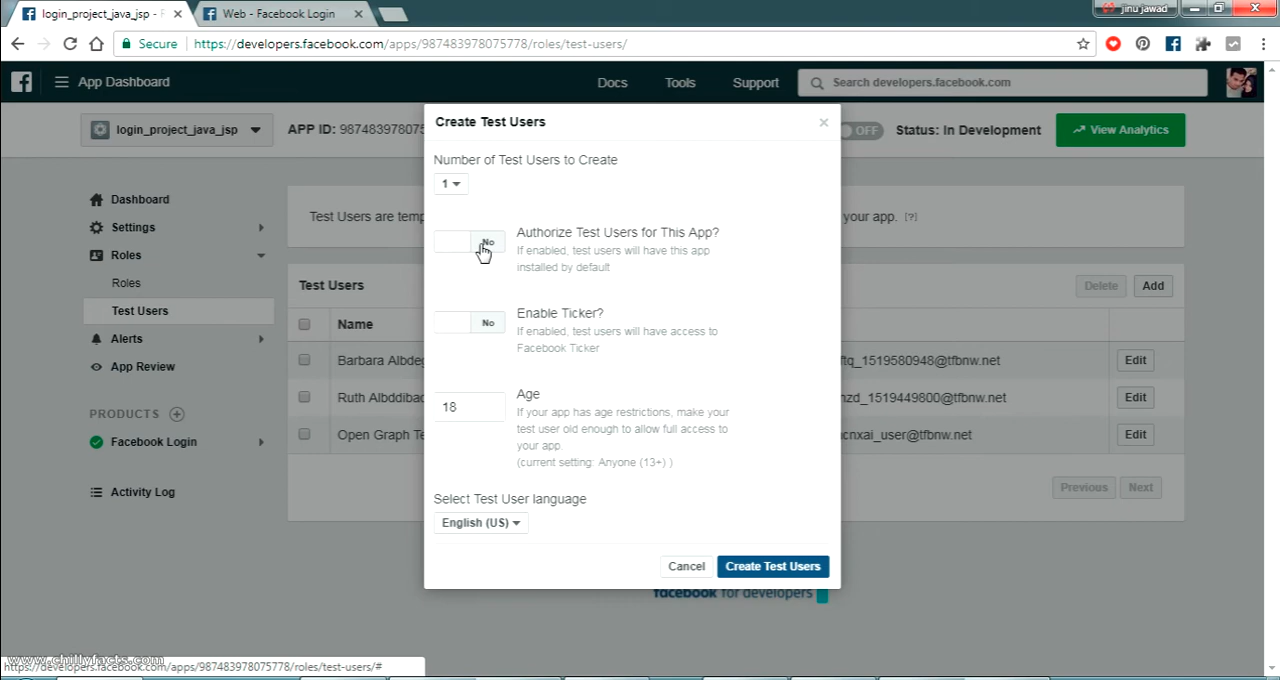 login_project_java_jsp -
Web - Facebook Login
jinu jawad
Secure
https://developers.facebook.com/apps/987483978075778/roles/test-users/
App Dashboard
Docs
Tools
Support
Search developers.facebook.com
login_project_java_jsp
APP ID: 98748397807
OFF
Status: In Development
View Analytics
Create Test Users
Number of Test Users to Create
1
No
Authorize Test Users for This App?
If enabled, test users will have this app
installed by default
No
Enable Ticker?
If enabled, test users will have access to
Facebook Ticker
18
Age
If your app has age restrictions, make your
test user old enough to allow full access to
your app.
(current setting: Anyone (13+) )
Select Test User language
English (US)
Cancel
Create Test Users
Dashboard
Settings
Roles
Roles
Test Users
Alerts
App Review
PRODUCTS
Facebook Login
Activity Log
Test Users are
your app. [?]
Test Users
Delete
Add
Name
Barbara
ftq_1519580948@tfbnw.net
Edit
Ruth
nzd_1519449800@tfbnw.net
Edit
Open Graph
cnxai_user@tfbnw.net
Edit
Previous
Next
facebook for developers
www.chillyfacts.com
https://developers.facebook.com/apps/987483978075778/roles/test-users/#